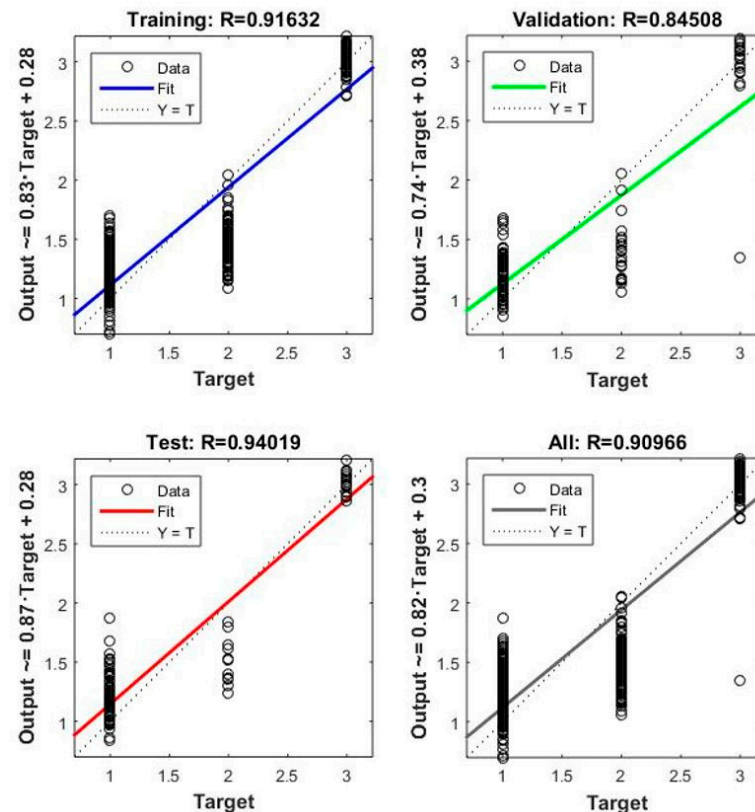 Training: R=0.91632
Output ~= 0.83·Target + 0.28
3
2.5
2
1.5
1
Data
Fit
Y = T
1 1.5 2 2.5 3
Target
Validation: R=0.84508
Output ~= 0.74·Target + 0.38
3
2.5
2
1.5
1
Data
Fit
Y = T
1 1.5 2 2.5 3
Target
Test: R=0.94019
Output ~= 0.87·Target + 0.28
3
2.5
2
1.5
1
Data
Fit
Y = T
1 1.5 2 2.5 3
Target
All: R=0.90966
Output ~= 0.82·Target + 0.3
3
2.5
2
1.5
1
Data
Fit
Y = T
1 1.5 2 2.5 3
Target